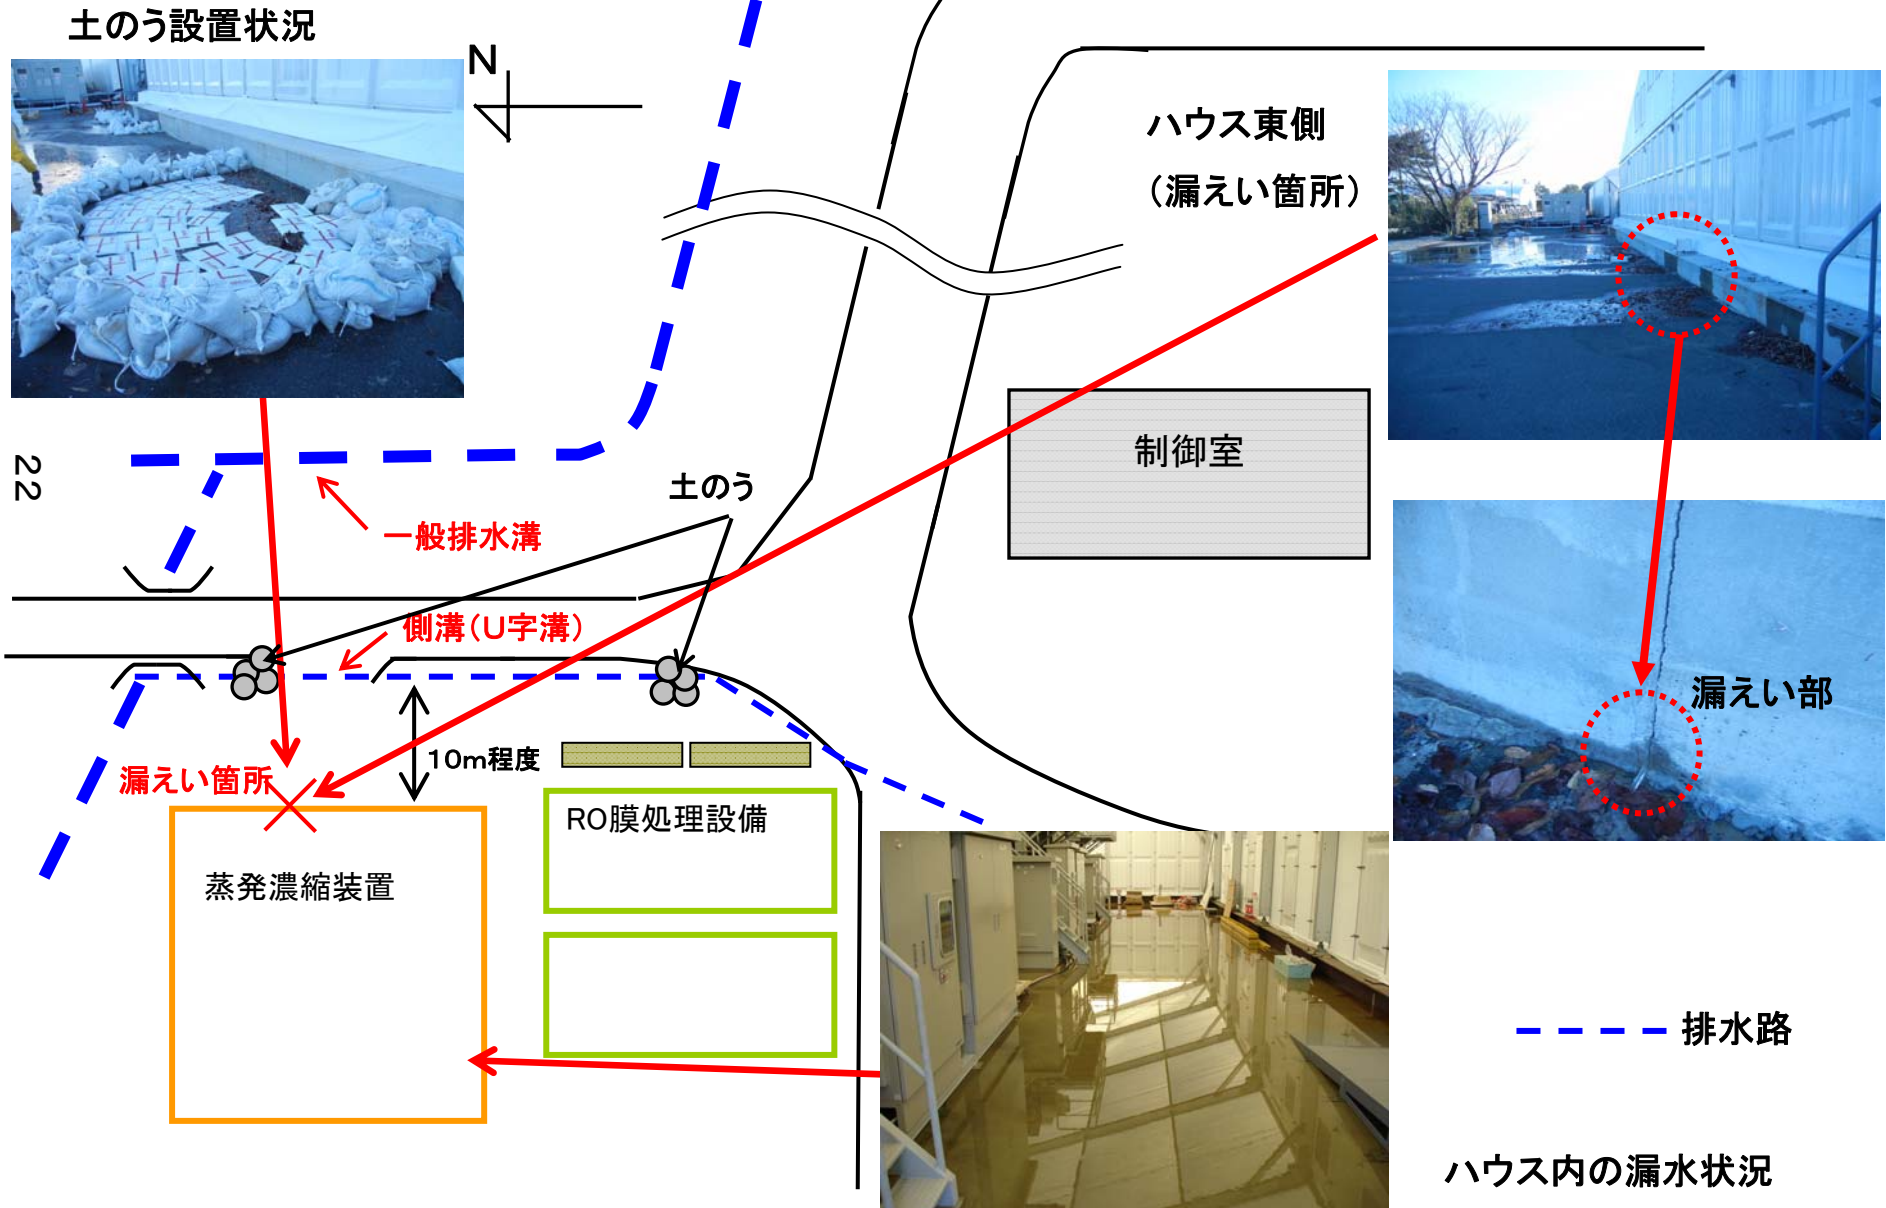 土のう設置状況
N
ハウス東側
（漏えい箇所）
制御室
22
土のう
一般排水溝
側溝（U字溝）
漏えい部
10m程度
漏えい箇所
RO膜処理設備
蒸発濃縮装置
排水路
ハウス内の漏水状況